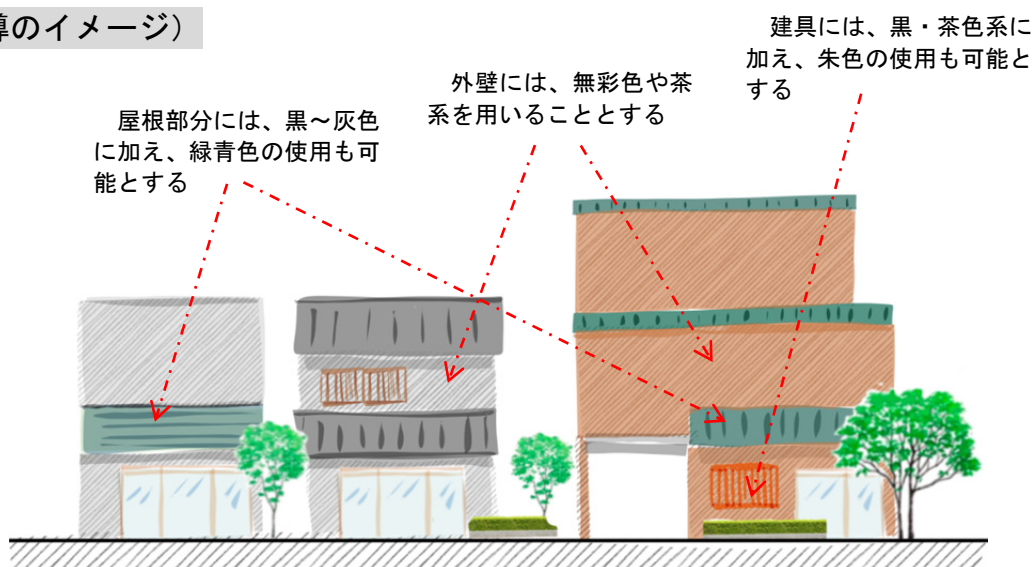 導のイメージ）
建具には、黒・茶色系に
加え、朱色の使用も可能と
する
外壁には、無彩色や茶
系を用いることとする
屋根部分には、黒～灰色
に加え、緑青色の使用も可
能とする